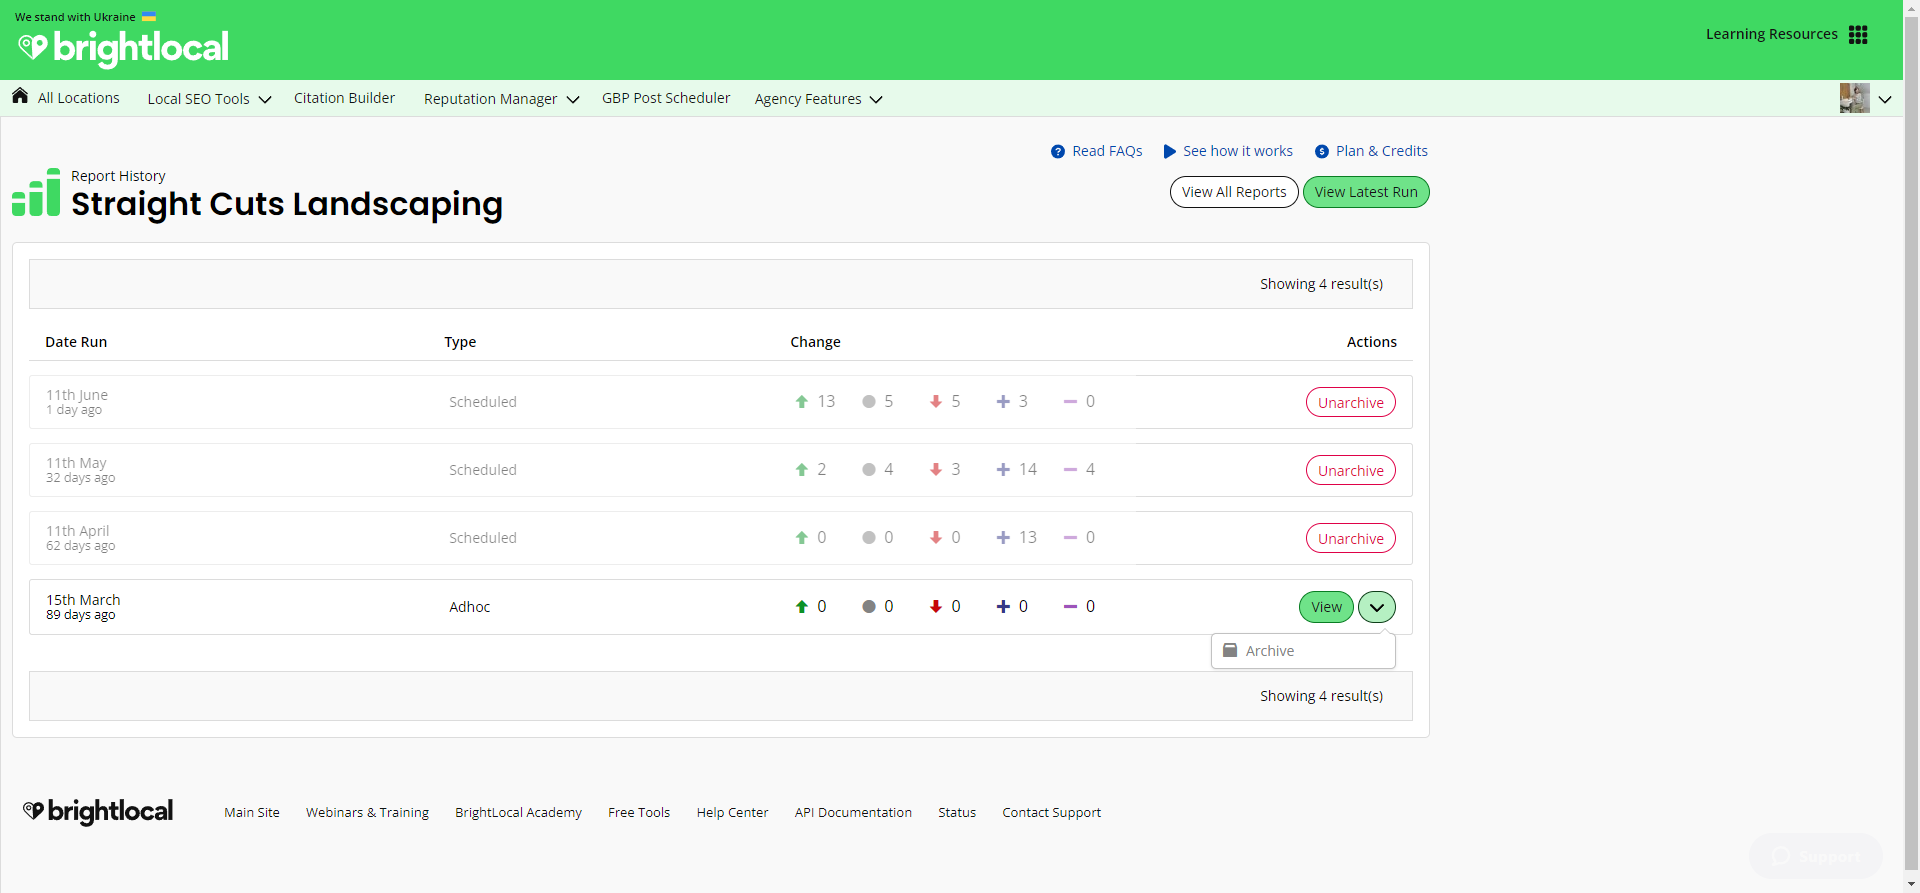 We stand with Ukraine
brightlocal
Learning Resources
All Locations
Local SEO Tools
Citation Builder
Reputation Manager
GBP Post Scheduler
Agency Features
Read FAQs
See how it works
Plan & Credits
Report History
Straight Cuts Landscaping
View All Reports
View Latest Run
Showing 4 result(s)
Date Run Type Change Actions
11th June
1 day ago
Scheduled 13 5 5 3 0 Unarchive
11th May
32 days ago
Scheduled 2 4 3 14 4 Unarchive
11th April
62 days ago
Scheduled 0 0 0 13 0 Unarchive
15th March
89 days ago
Adhoc 0 0 0 0 0 View
Archive
Showing 4 result(s)
brightlocal
Main Site
Webinars & Training
BrightLocal Academy
Free Tools
Help Center
API Documentation
Status
Contact Support
Support